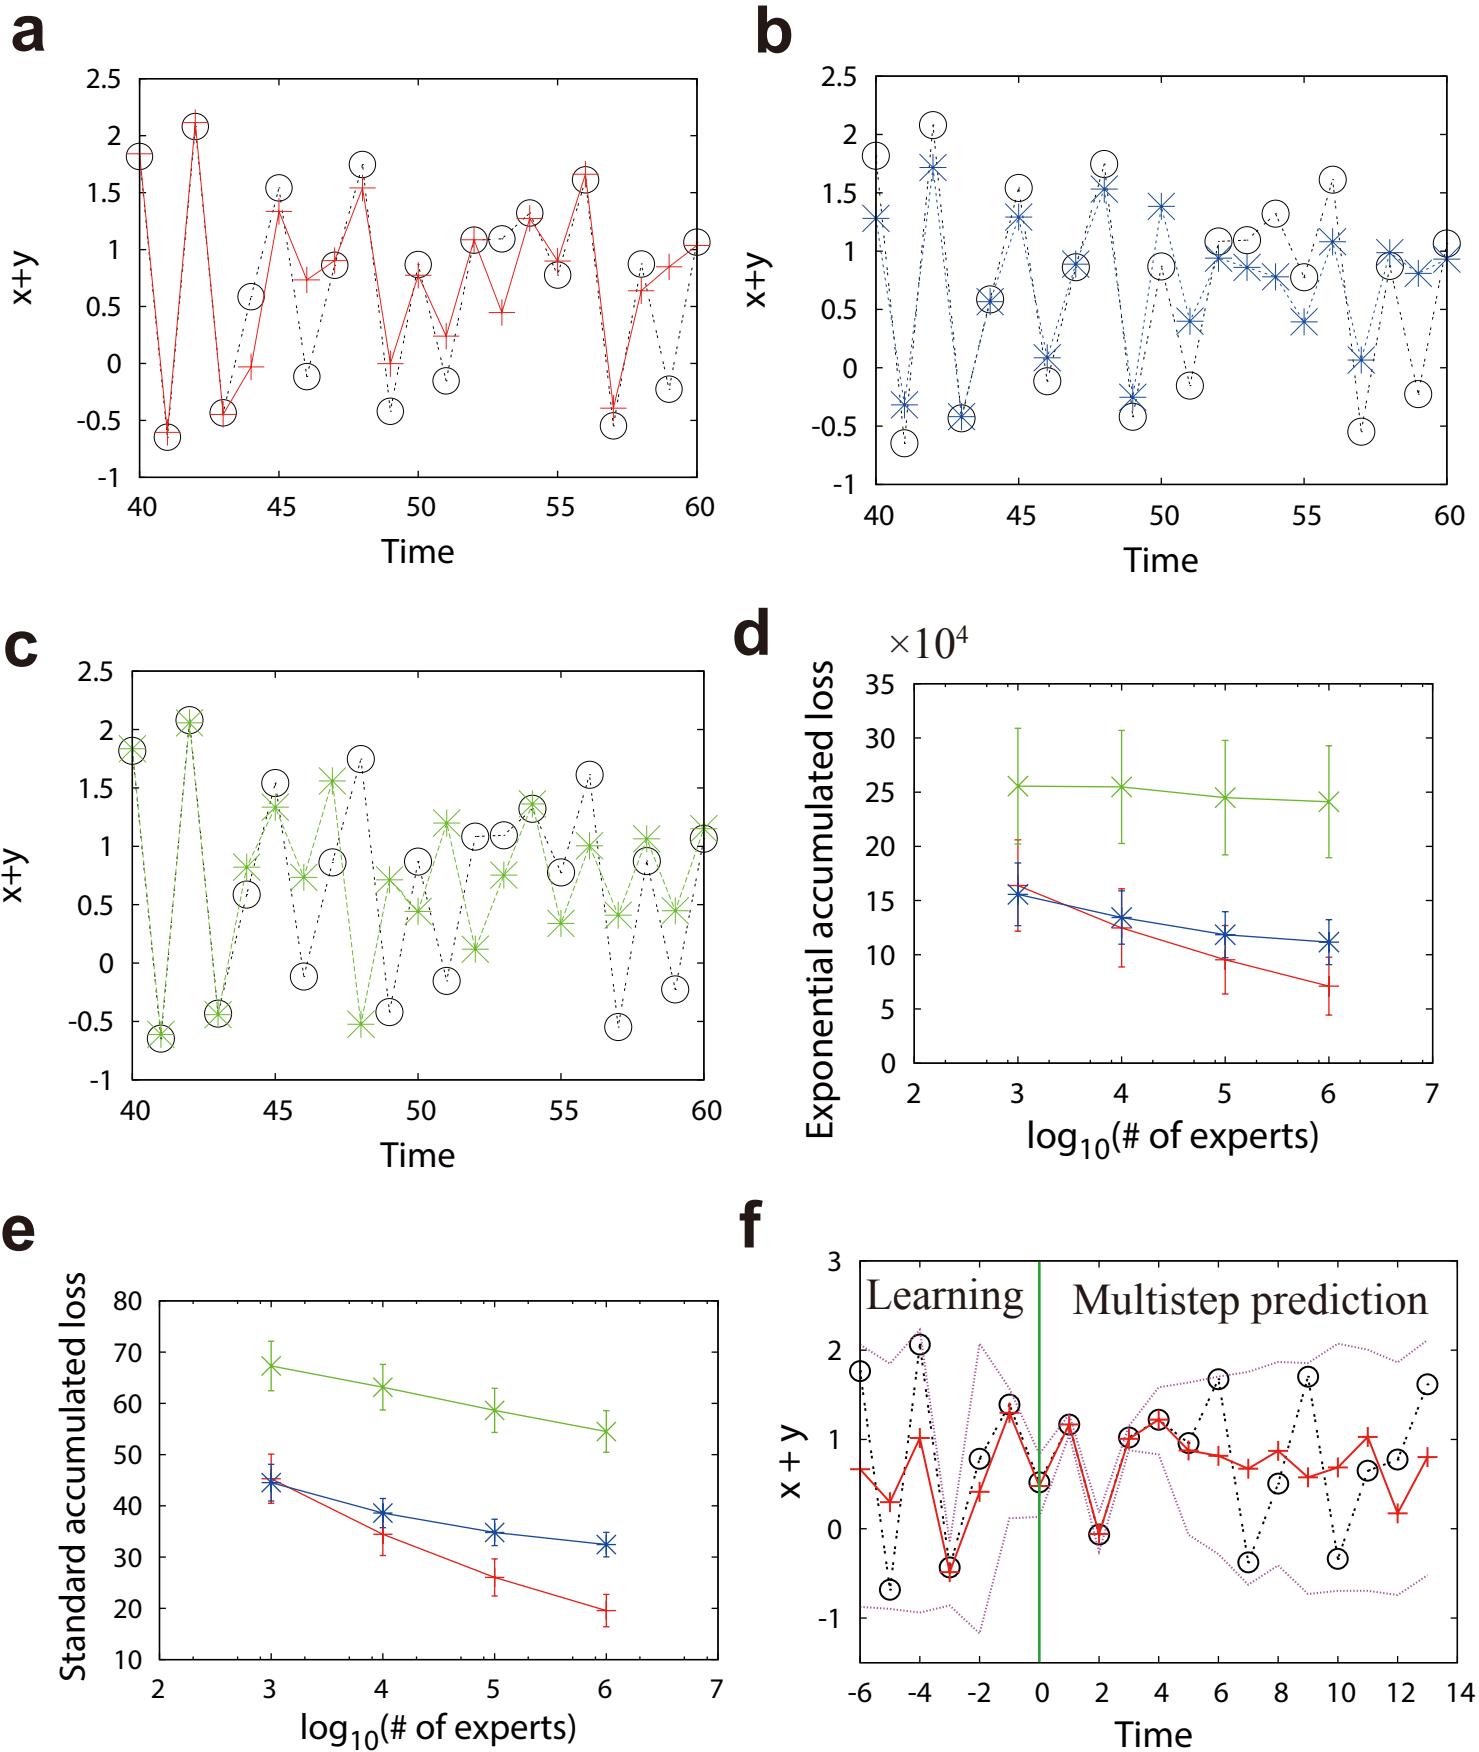 a
2.5
2
1.5
1
0.5
0
-0.5
-1
x+y
40 45 50 55 60
Time
b
2.5
2
1.5
1
0.5
0
-0.5
-1
x+y
40 45 50 55 60
Time
c
2.5
2
1.5
1
0.5
0
-0.5
-1
x+y
40 45 50 55 60
Time
d
×10⁴
35
30
25
20
15
10
5
0
Exponential accumulated loss
2 3 4 5 6 7
log₁₀(# of experts)
e
80
70
60
50
40
30
20
10
Standard accumulated loss
2 3 4 5 6 7
log₁₀(# of experts)
f
Learning Multistep prediction
3
2
1
0
-1
x + y
-6 -4 -2 0 2 4 6 8 10 12 14
Time